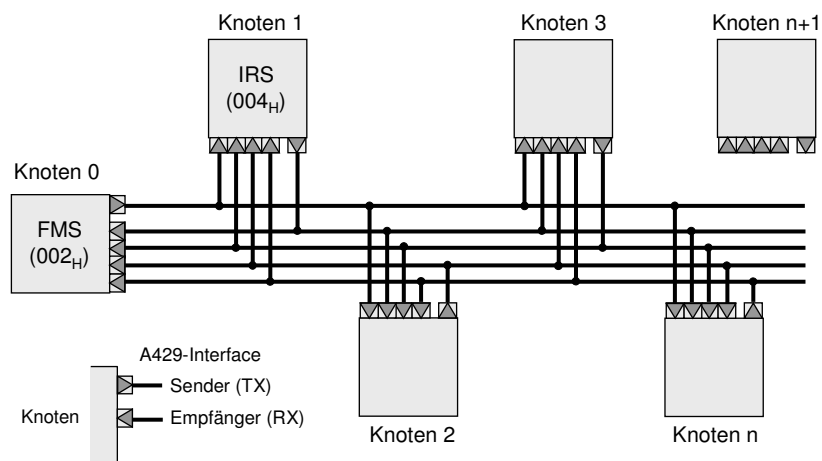 Knoten 1
Knoten 3
Knoten n+1
IRS
(004H)
Knoten 0
FMS
(002H)
A429-Interface
Sender (TX)
Knoten
Empfänger (RX)
Knoten 2
Knoten n